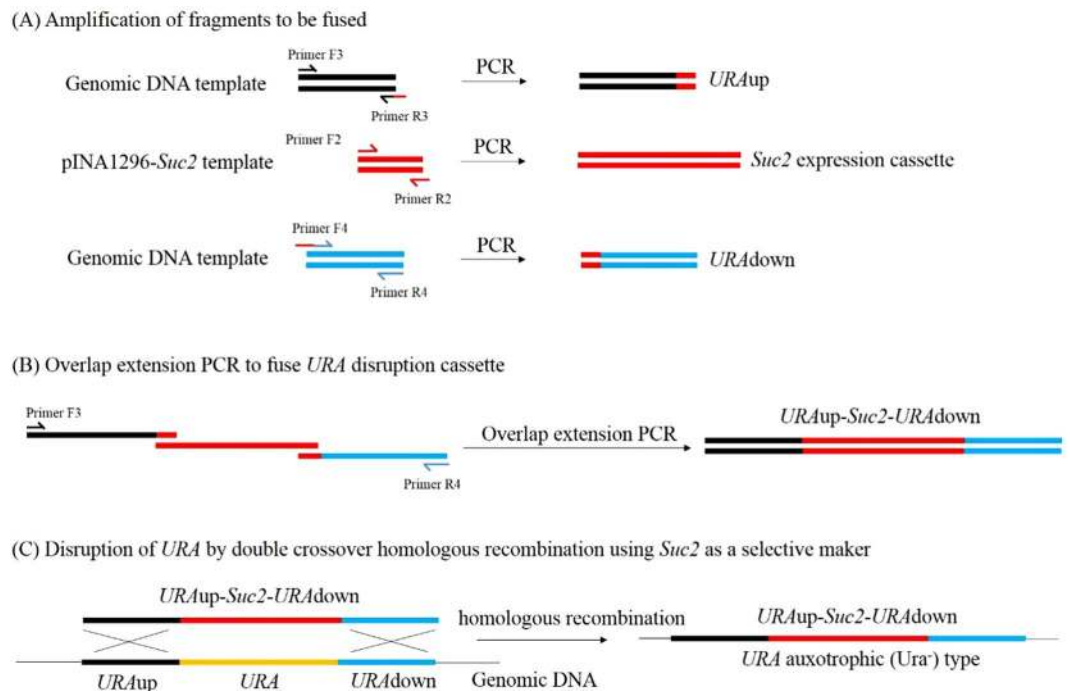 (A) Amplification of fragments to be fused
Primer F3
Genomic DNA template
PCR
URAup
Primer R3
Primer F2
pINA1296-Suc2 template
PCR
Suc2 expression cassette
Primer R2
Primer F4
Genomic DNA template
PCR
URAdown
Primer R4
(B) Overlap extension PCR to fuse URA disruption cassette
Primer F3
Overlap extension PCR
URAup-Suc2-URAdown
Primer R4
(C) Disruption of URA by double crossover homologous recombination using Suc2 as a selective maker
URAup-Suc2-URAdown
homologous recombination
URAup-Suc2-URAdown
URA auxotrophic (Ura⁻) type
URAup URA URAdown
Genomic DNA